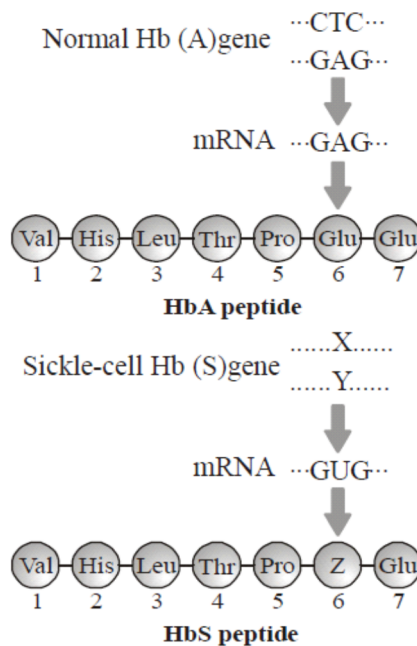 ···CTC···
Normal Hb (A)gene
···GAG···
mRNA ···GAG···
Val His Leu Thr Pro Glu Glu
1 2 3 4 5 6 7
HbA peptide
......X......
Sickle-cell Hb (S)gene
......Y......
mRNA ···GUG···
Val His Leu Thr Pro Z Glu
1 2 3 4 5 6 7
HbS peptide